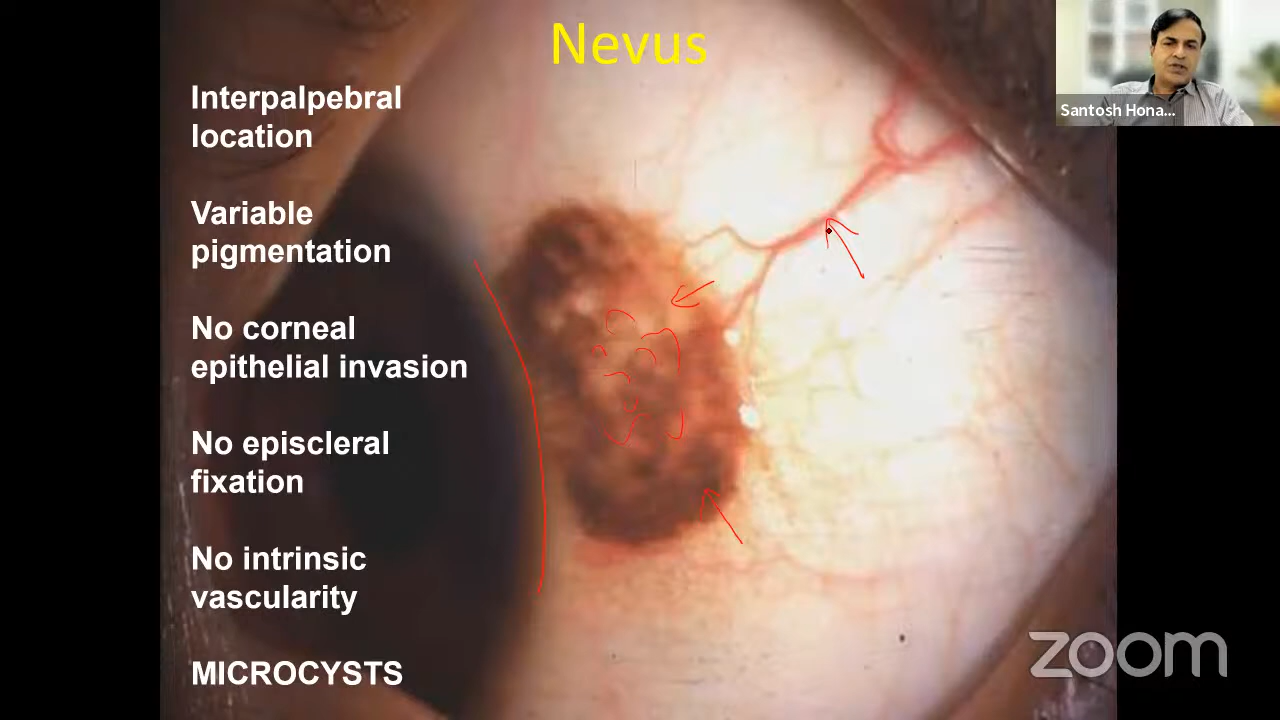 Nevus
Interpalpebral
location
Variable
pigmentation
No corneal
epithelial invasion
No episcleral
fixation
No intrinsic
vascularity
MICROCYSTS
Santosh Hona...
zoom